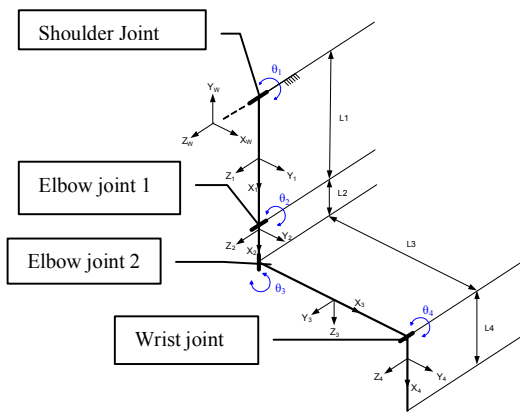 Shoulder Joint
θ1
YW
ZW
XW
L1
Z1
Y1
X1
Elbow joint 1
θ2
L2
Z2
Y2
X2
Elbow joint 2
θ3
L3
X3
Y3
Z3
θ4
Wrist joint
L4
Z4
Y4
X4